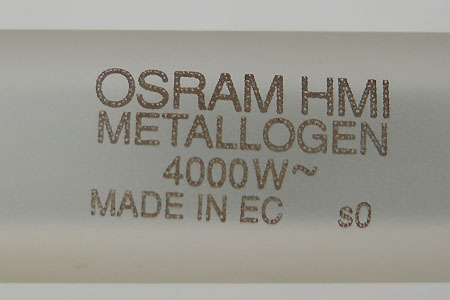 OSRAM HMI
METALLOGEN
4000W~
MADE IN EC s0